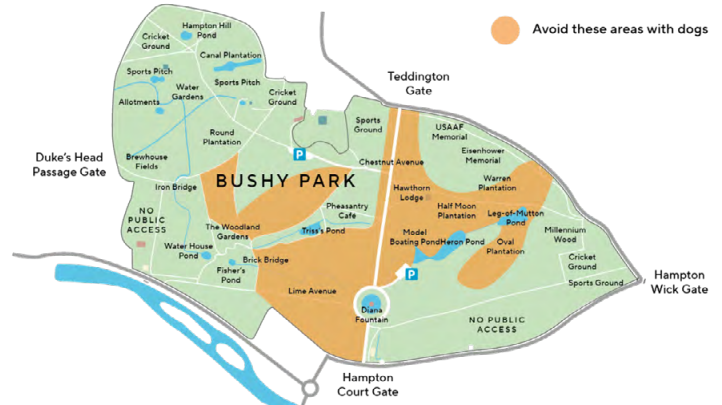 Avoid these areas with dogs
Hampton Hill
Pond
Cricket
Ground
Canal Plantation
Sports Pitch
Water
Gardens
Sports Pitch
Cricket
Ground
Allotments
Round
Plantation
P
Sports
Ground
Teddington
Gate
USAAF
Memorial
Eisenhower
Memorial
Chestnut Avenue
Duke's Head
Passage Gate
Brewhouse
Fields
Iron Bridge
BUSHY PARK
Warren
Plantation
Hawthorn
Lodge
Half Moon
Plantation
Leg-of-Mutton
Pond
Pheasantry
Cafe
NO
PUBLIC
ACCESS
The Woodland
Gardens
Triss's Pond
Model
Boating Pond
Heron Pond
Oval
Plantation
Millennium
Wood
Water House
Pond
Brick Bridge
Fisher's
Pond
P
Cricket
Ground
Sports Ground
Hampton
Wick Gate
Lime Avenue
Diana
Fountain
NO PUBLIC
ACCESS
Hampton
Court Gate